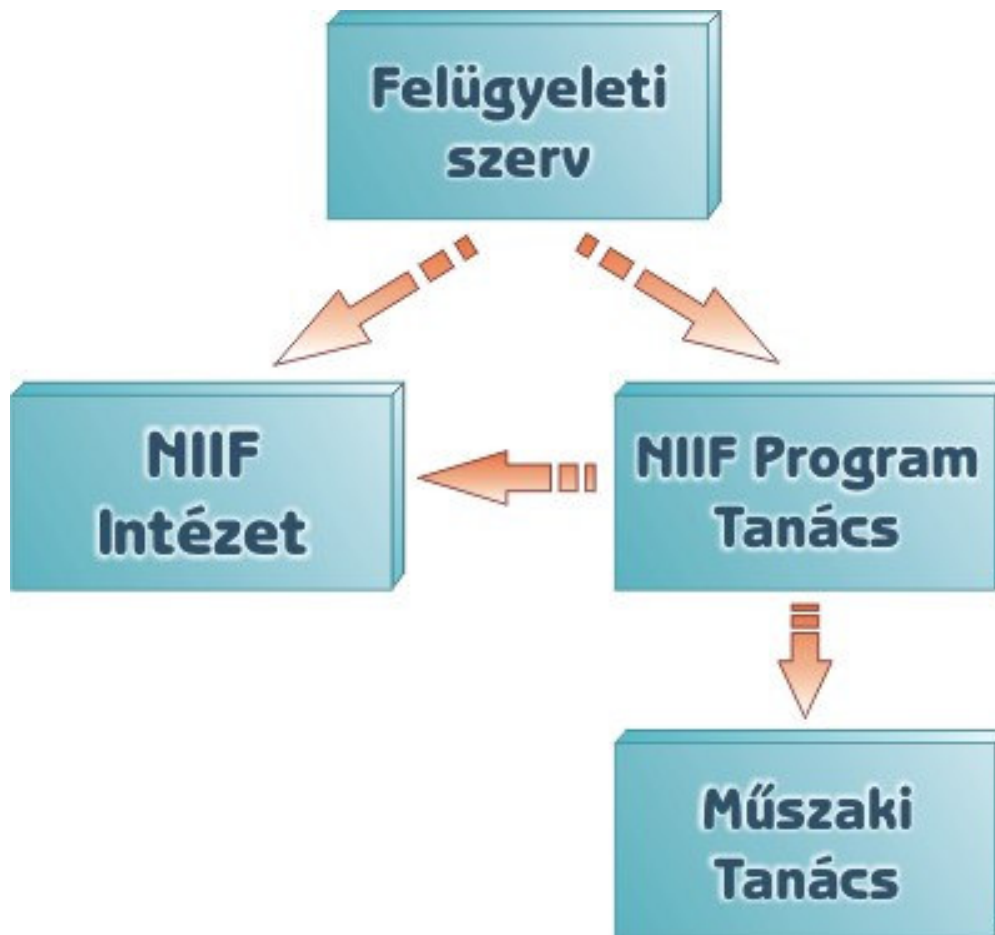 Felügyeleti
szerv
NIIF
Intézet
NIIF Program
Tanács
Műszaki
Tanács